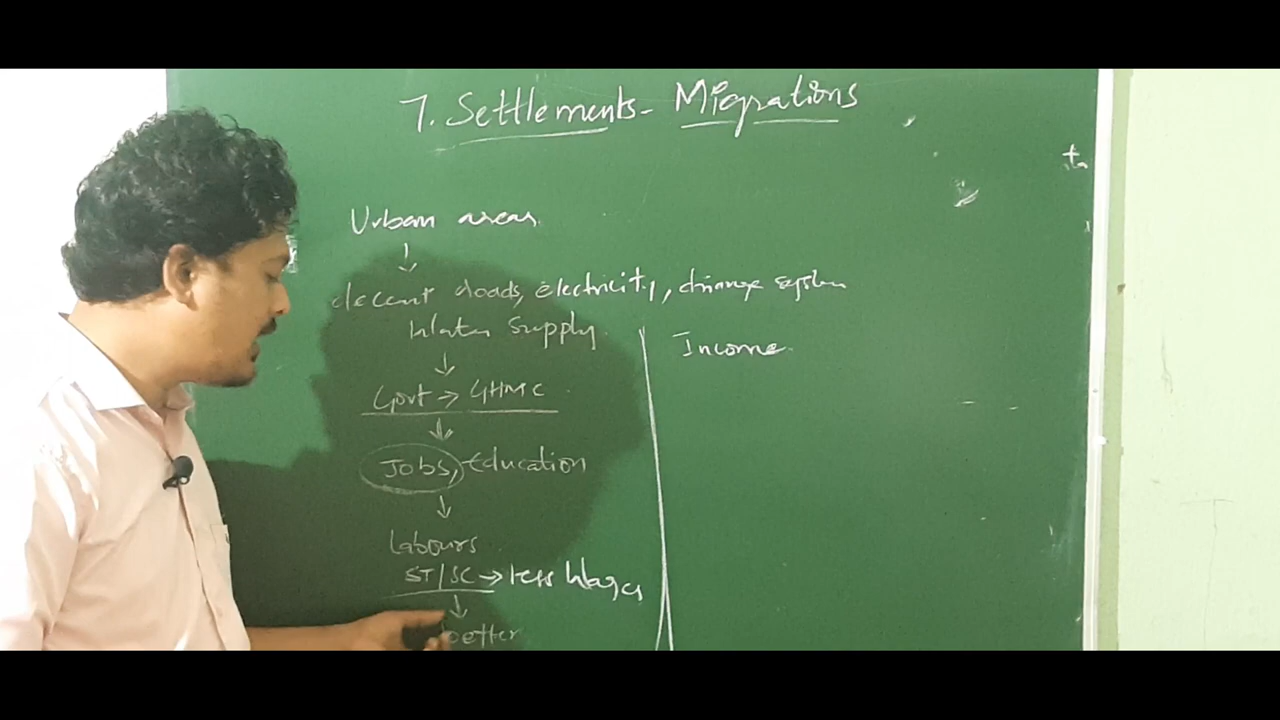 7. Settlements - Migrations
Urban areas
↓
decent roads, electricity, drinage system
Water Supply.
↓
Govt → GHMC
↓
Jobs, Education
↓
Labours
ST/SC → less Wages
↓
better
Income